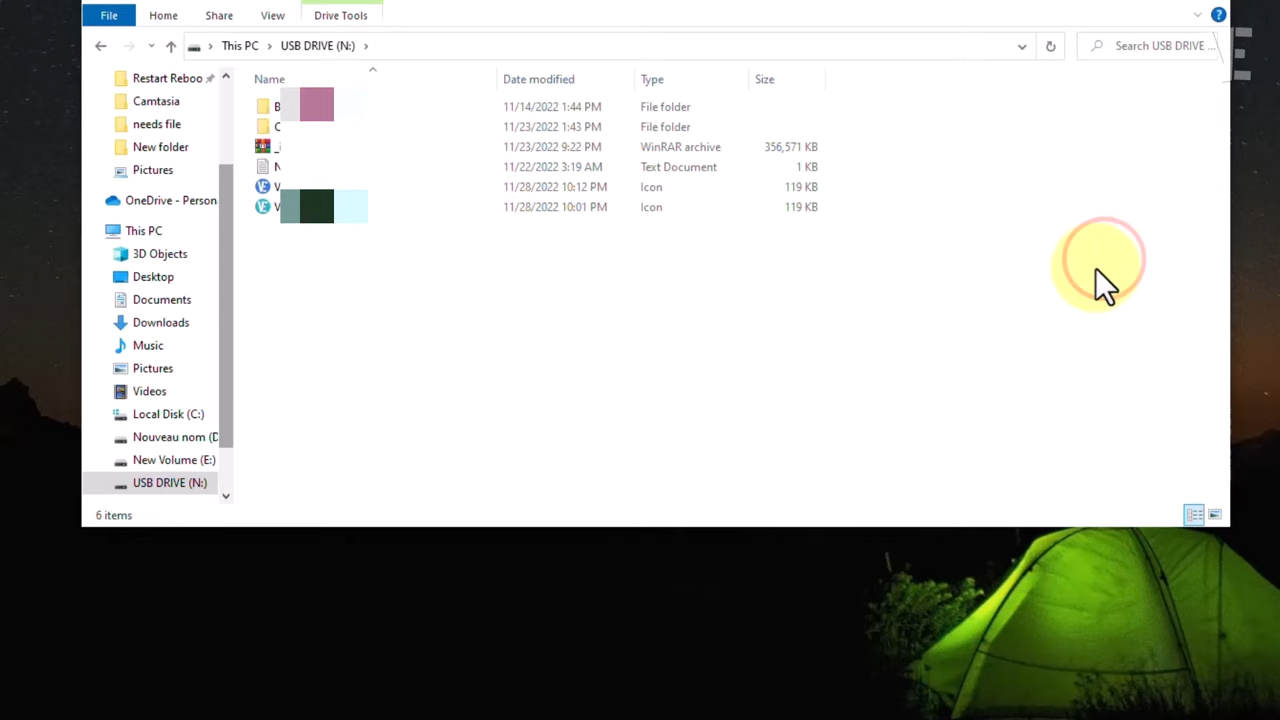 File Home Share View Drive Tools
This PC USB DRIVE (N:) Search USB DRIVE ...
Name Date modified Type Size
Restart Reboo
Camtasia
needs file
New folder
Pictures
OneDrive - Person
This PC
3D Objects
Desktop
Documents
Downloads
Music
Pictures
Videos
Local Disk (C:)
Nouveau nom (D
New Volume (E:)
USB DRIVE (N:)
B 11/14/2022 1:44 PM File folder
C 11/23/2022 1:43 PM File folder
_i 11/23/2022 9:22 PM WinRAR archive 356,571 KB
N 11/22/2022 3:19 AM Text Document 1 KB
V 11/28/2022 10:12 PM Icon 119 KB
V 11/28/2022 10:01 PM Icon 119 KB
6 items